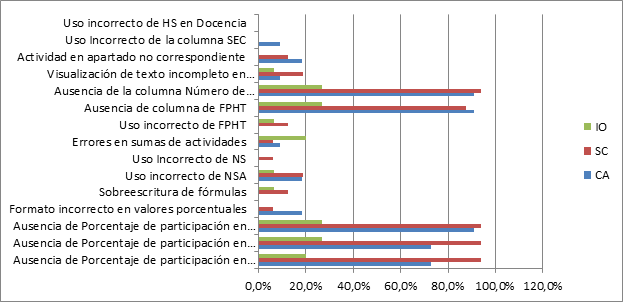 Uso incorrecto de HS en Docencia
Uso Incorrecto de la columna SEC
Actividad en apartado no correspondiente
Visualización de texto incompleto en…
Ausencia de la columna Número de…
Ausencia de columna de FPHT
Uso incorrecto de FPHT
Errores en sumas de actividades
Uso Incorrecto de NS
Uso incorrecto de NSA
Sobreescritura de fórmulas
Formato incorrecto en valores porcentuales
Ausencia de Porcentaje de participación en…
Ausencia de Porcentaje de participación en…
Ausencia de Porcentaje de participación en…
0,0% 20,0% 40,0% 60,0% 80,0% 100,0% 120,0%
IO
SC
CA